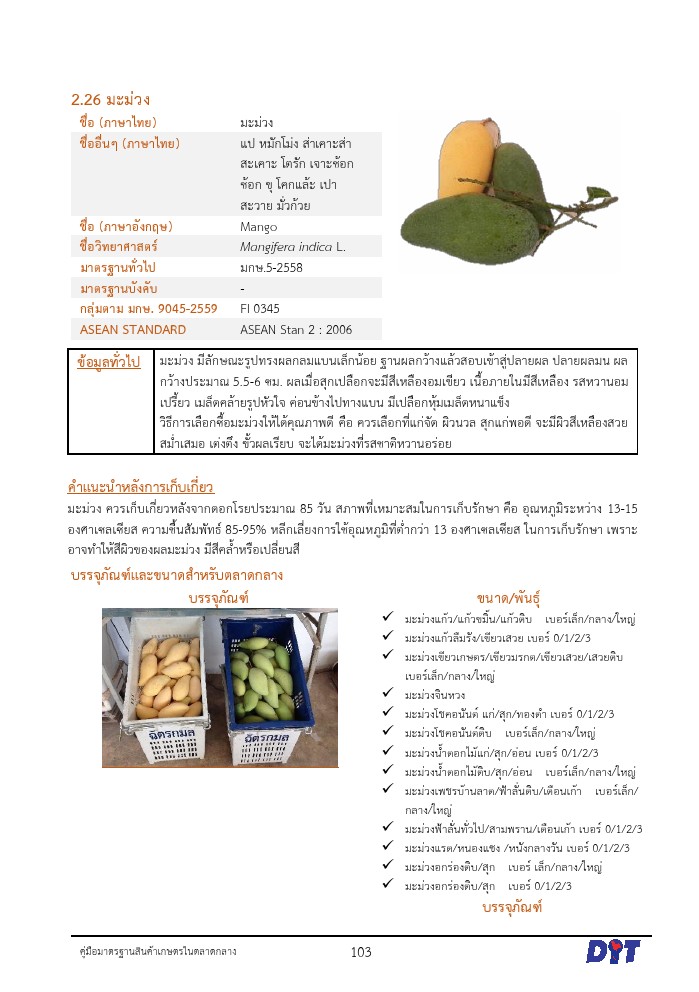 2.26 มะม่วง
ชื่อ (ภาษาไทย) มะม่วง
ชื่ออื่นๆ (ภาษาไทย) แป หมักโม่ง ส่าเคาะส่า
สะเคาะ โตรัก เจาะช้อก
ช้อก ขุ โคกแล้ะ เปา
สะวาย มั่วก้วย
ชื่อ (ภาษาอังกฤษ) Mango
ชื่อวิทยาศาสตร์ Mangifera indica L.
มาตรฐานทั่วไป มกษ.5-2558
มาตรฐานบังคับ -
กลุ่มตาม มกษ. 9045-2559 FI 0345
ASEAN STANDARD ASEAN Stan 2 : 2006
ข้อมูลทั่วไป มะม่วง มีลักษณะรูปทรงผลกลมแบนเล็กน้อย ฐานผลกว้างแล้วสอบเข้าสู่ปลายผล ปลายผลมน ผล
กว้างประมาณ 5.5-6 ซม. ผลเมื่อสุกเปลือกจะมีสีเหลืองอมเขียว เนื้อภายในมีสีเหลือง รสหวานอม
เปรี้ยว เมล็ดคล้ายรูปหัวใจ ค่อนข้างไปทางแบน มีเปลือกหุ้มเมล็ดหนาแข็ง
วิธีการเลือกซื้อมะม่วงให้ได้คุณภาพดี คือ ควรเลือกที่แก่จัด ผิวนวล สุกแก่พอดี จะมีผิวสีเหลืองสวย
สม่ำเสมอ เต่งตึง ขั้วผลเรียบ จะได้มะม่วงที่รสชาติหวานอร่อย
คำแนะนำหลังการเก็บเกี่ยว
มะม่วง ควรเก็บเกี่ยวหลังจากดอกโรยประมาณ 85 วัน สภาพที่เหมาะสมในการเก็บรักษา คือ อุณหภูมิระหว่าง 13-15
องศาเซลเซียส ความชื้นสัมพัทธ์ 85-95% หลีกเลี่ยงการใช้อุณหภูมิที่ต่ำกว่า 13 องศาเซลเซียส ในการเก็บรักษา เพราะ
อาจทำให้สีผิวของผลมะม่วง มีสีคล้ำหรือเปลี่ยนสี
บรรจุภัณฑ์และขนาดสำหรับตลาดกลาง
บรรจุภัณฑ์ ขนาด/พันธุ์
ฉัตรกมล ฉัตรกมล
✓ มะม่วงแก้ว/แก้วขมิ้น/แก้วดิบ เบอร์เล็ก/กลาง/ใหญ่
✓ มะม่วงแก้วลืมรัง/เขียวเสวย เบอร์ 0/1/2/3
✓ มะม่วงเขียวเกษตร/เขียวมรกต/เขียวเสวย/เสวยดิบ
เบอร์เล็ก/กลาง/ใหญ่
✓ มะม่วงจินหวง
✓ มะม่วงโชคอนันต์ แก่/สุก/ทองดำ เบอร์ 0/1/2/3
✓ มะม่วงโชคอนันต์ดิบ เบอร์เล็ก/กลาง/ใหญ่
✓ มะม่วงน้ำดอกไม้แก่/สุก/อ่อน เบอร์ 0/1/2/3
✓ มะม่วงน้ำดอกไม้ดิบ/สุก/อ่อน เบอร์เล็ก/กลาง/ใหญ่
✓ มะม่วงเพชรบ้านลาด/ฟ้าลั่นดิบ/เดือนเก้า เบอร์เล็ก/
กลาง/ใหญ่
✓ มะม่วงฟ้าลั่นทั่วไป/สามพราน/เดือนเก้า เบอร์ 0/1/2/3
✓ มะม่วงแรด/หนองแซง /หนังกลางวัน เบอร์ 0/1/2/3
✓ มะม่วงอกร่องดิบ/สุก เบอร์ เล็ก/กลาง/ใหญ่
✓ มะม่วงอกร่องดิบ/สุก เบอร์ 0/1/2/3
บรรจุภัณฑ์
คู่มือมาตรฐานสินค้าเกษตรในตลาดกลาง 103 DIT